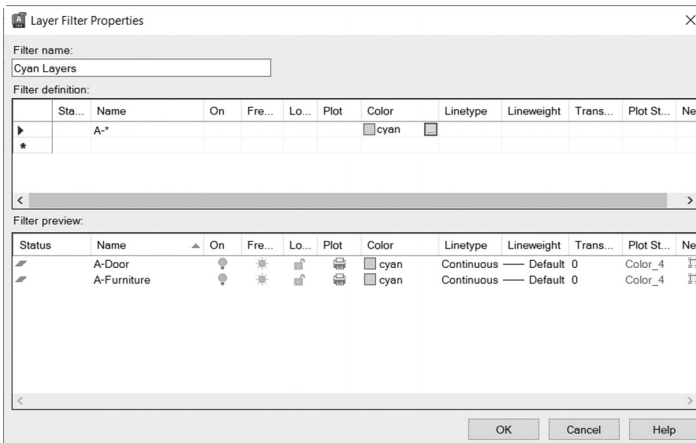 Layer Filter Properties
Filter name:
Cyan Layers
Filter definition:
Sta... Name On Fre... Lo... Plot Color Linetype Lineweight Trans... Plot St... Ne
A-* cyan ...
*
Filter preview:
Status Name On Fre... Lo... Plot Color Linetype Lineweight Trans... Plot St... Ne
A-Door cyan Continuous Default 0 Color_4
A-Furniture cyan Continuous Default 0 Color_4
OK Cancel Help